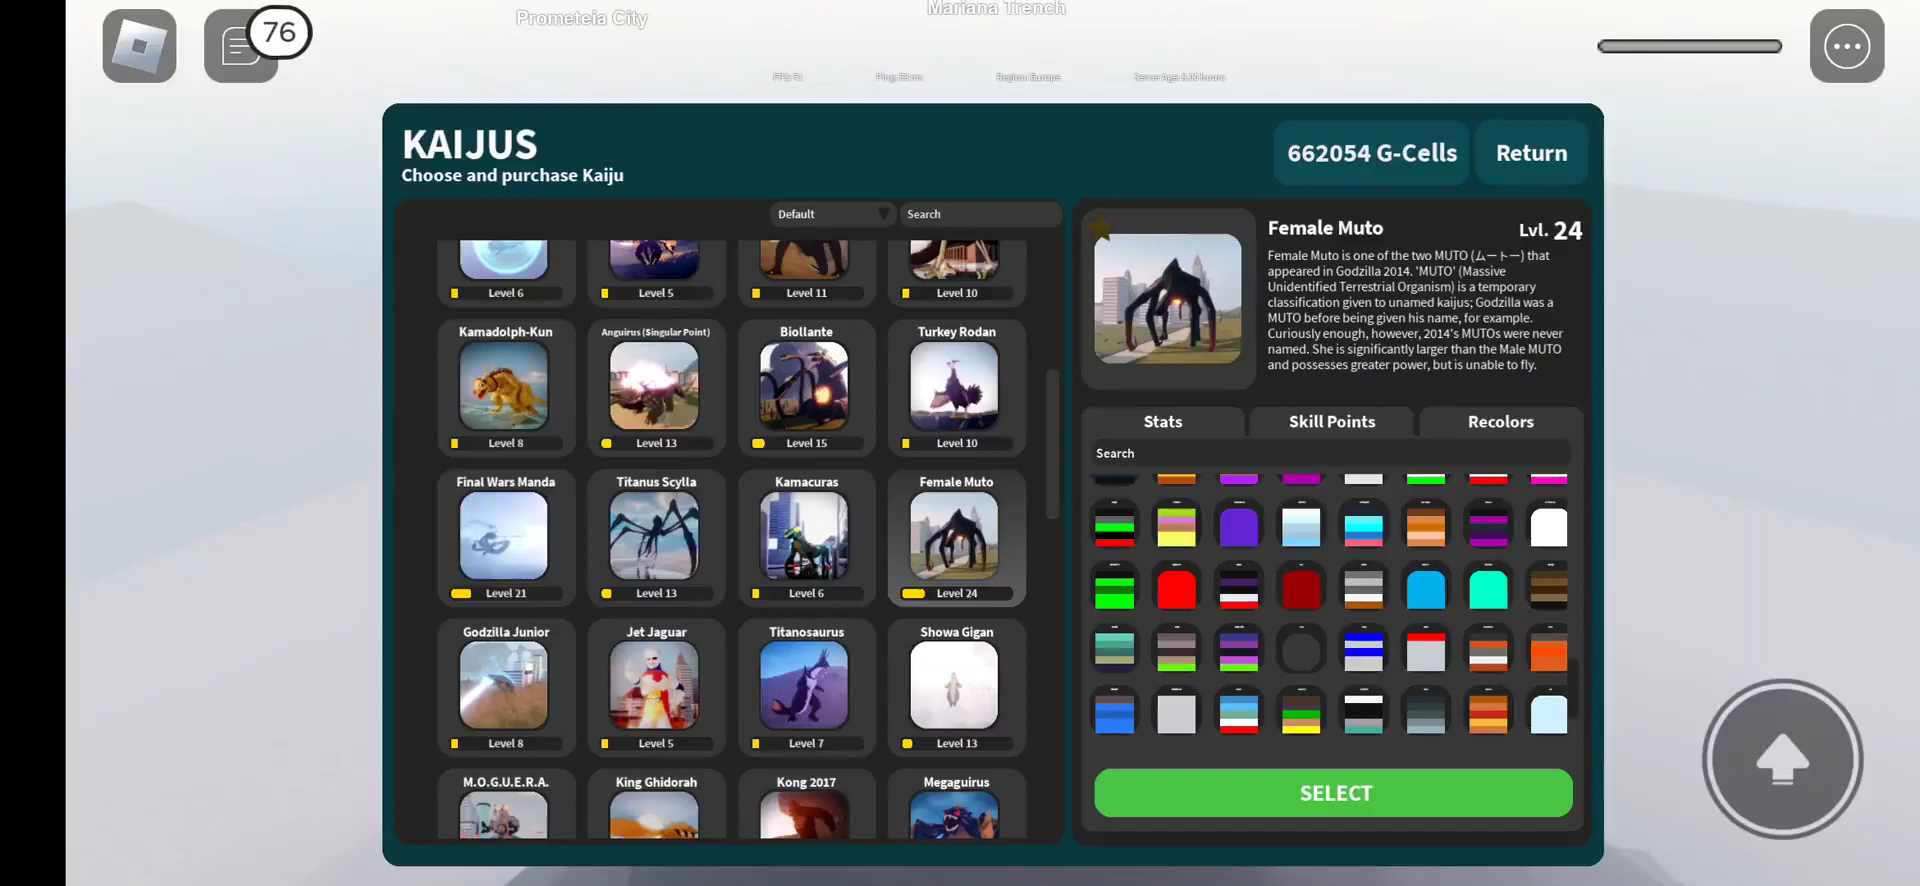 Prometeia City
Mariana Trench
76
Ping: 53 ms
Region: Europe
KAIJUS
Choose and purchase Kaiju
662054 G-Cells
Return
Default
Search
Level 6
Level 5
Level 11
Level 10
Kamadolph-Kun
Anguirus (Singular Point)
Biollante
Turkey Rodan
Level 8
Level 13
Level 15
Level 10
Final Wars Manda
Titanus Scylla
Kamacuras
Female Muto
Level 21
Level 13
Level 6
Level 24
Godzilla Junior
Jet Jaguar
Titanosaurus
Showa Gigan
Level 8
Level 5
Level 7
Level 13
M.O.G.U.E.R.A.
King Ghidorah
Kong 2017
Megaguirus
Female Muto
Lvl. 24
Female Muto is one of the two MUTO (ムートー) that
appeared in Godzilla 2014. 'MUTO' (Massive
Unidentified Terrestrial Organism) is a temporary
classification given to unamed kaijus; Godzilla was a
MUTO before being given his name, for example.
Curiously enough, however, 2014's MUTOs were never
named. She is significantly larger than the Male MUTO
and possesses greater power, but is unable to fly.
Stats
Skill Points
Recolors
Search
SELECT